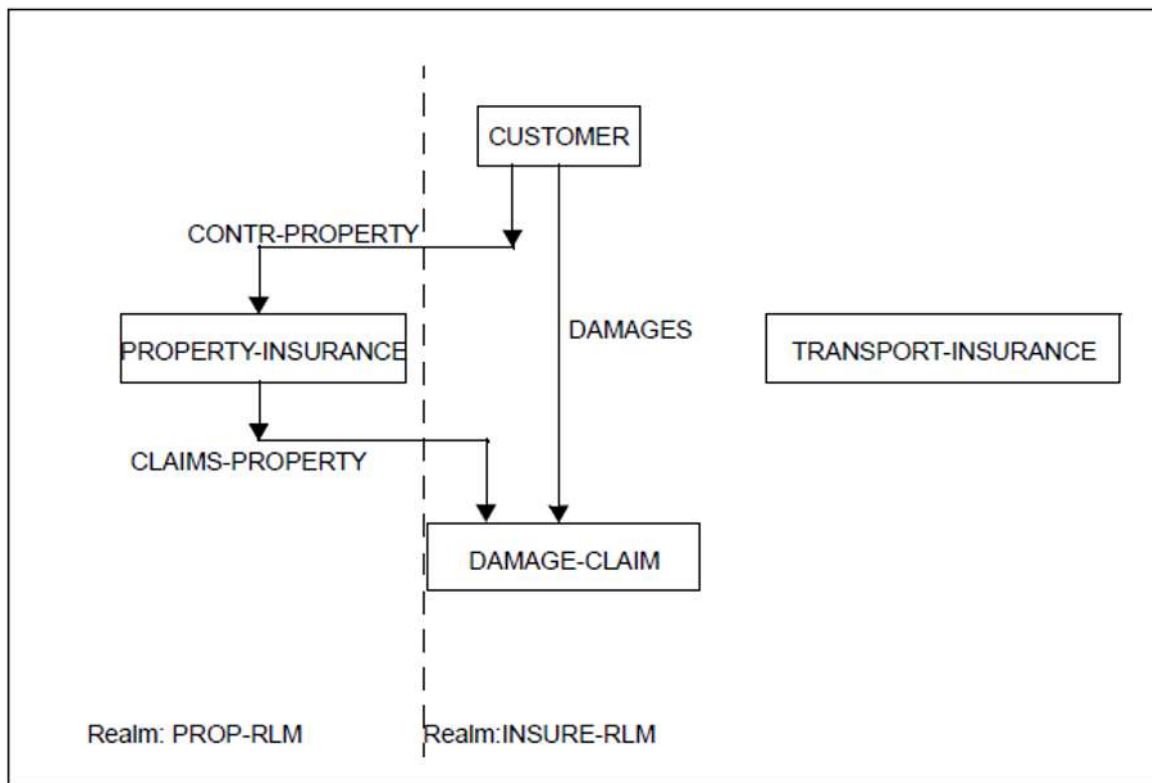 CUSTOMER
CONTR-PROPERTY
DAMAGES
PROPERTY-INSURANCE
TRANSPORT-INSURANCE
CLAIMS-PROPERTY
DAMAGE-CLAIM
Realm: PROP-RLM
Realm:INSURE-RLM